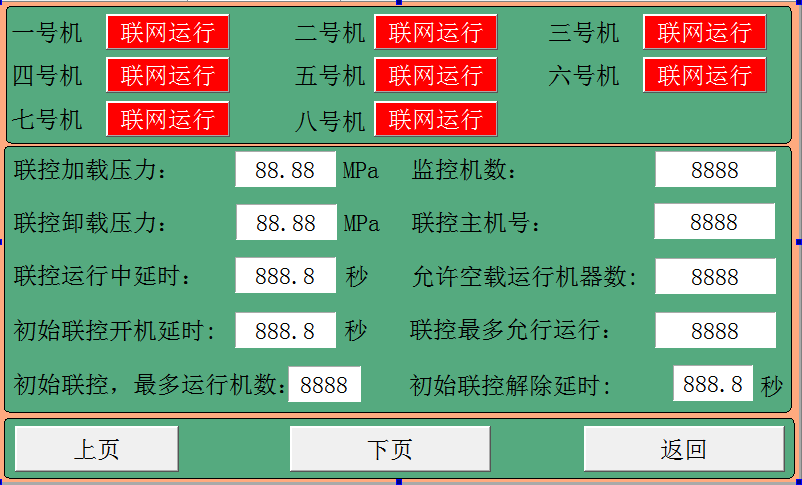 一号机 联网运行 二号机 联网运行 三号机 联网运行
四号机 联网运行 五号机 联网运行 六号机 联网运行
七号机 联网运行 八号机 联网运行
联控加载压力： 88.88 MPa 监控机数： 8888
联控卸载压力： 88.88 MPa 联控主机号： 8888
联控运行中延时： 888.8 秒 允许空载运行机器数： 8888
初始联控开机延时： 888.8 秒 联控最多允行运行： 8888
初始联控，最多运行机数： 8888 初始联控解除延时： 888.8 秒
上页 下页 返回